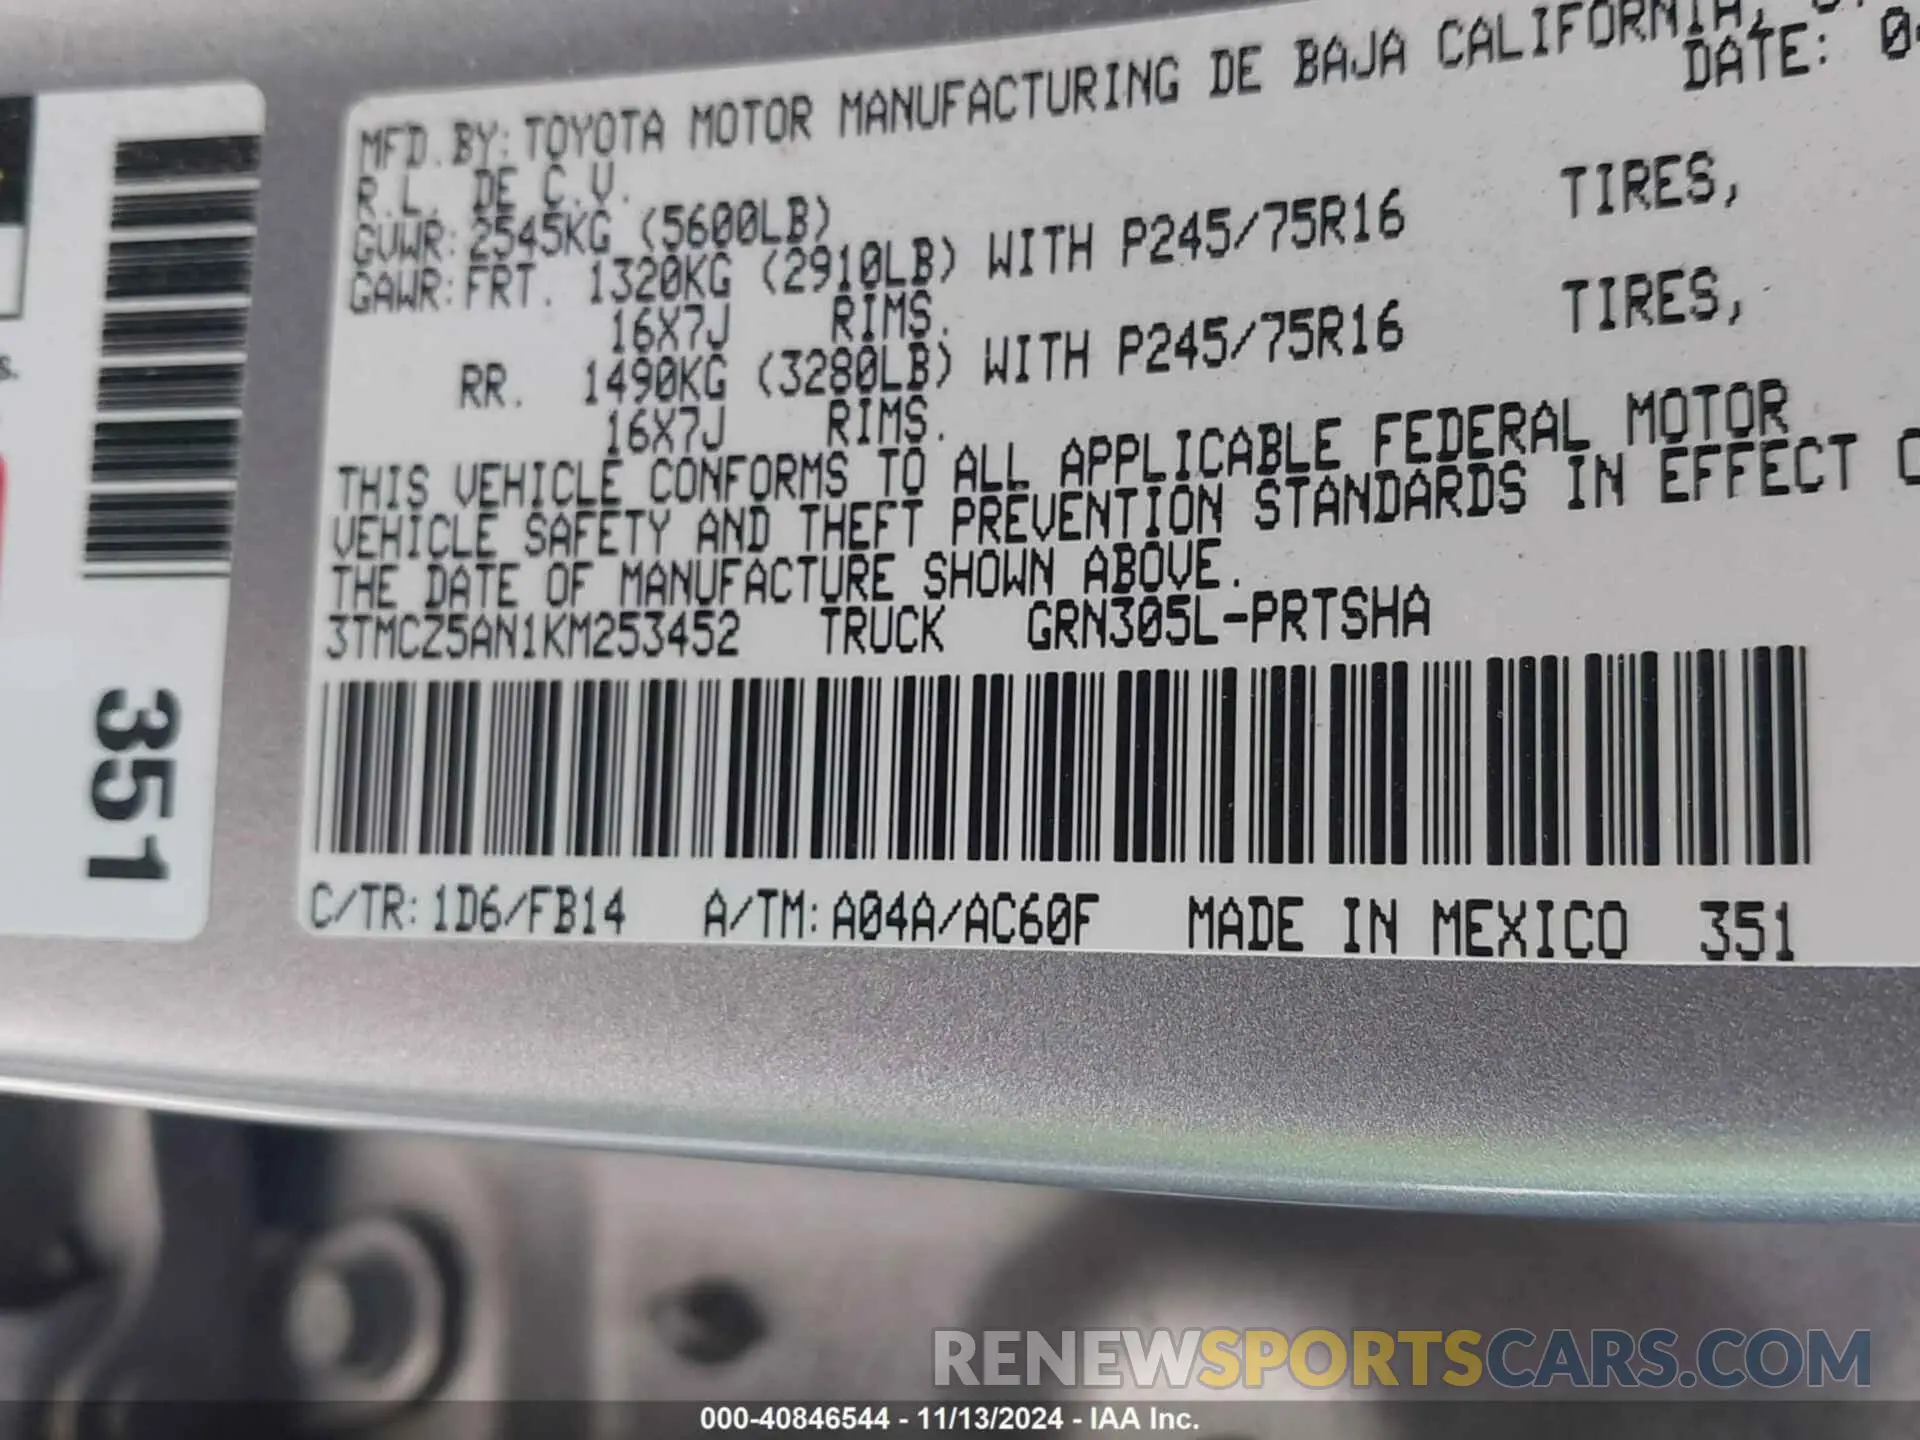 MFD. BY: TOYOTA MOTOR MANUFACTURING DE BAJA CALIFORNIA,
R.L. DE C.V. DATE:
GVWR: 2545KG (5600LB)
GAWR: FRT. 1320KG (2910LB) WITH P245/75R16 TIRES,
16X7J RIMS.
RR. 1490KG (3280LB) WITH P245/75R16 TIRES,
16X7J RIMS.
THIS VEHICLE CONFORMS TO ALL APPLICABLE FEDERAL MOTOR
VEHICLE SAFETY AND THEFT PREVENTION STANDARDS IN EFFECT
THE DATE OF MANUFACTURE SHOWN ABOVE.
3TMCZ5AN1KM253452 TRUCK GRN305L-PRTSHA
C/TR: 1D6/FB14 A/TM: A04A/AC60F MADE IN MEXICO 351
351
RENEWSPORTSCARS.COM
000-40846544 - 11/13/2024 - IAA Inc.